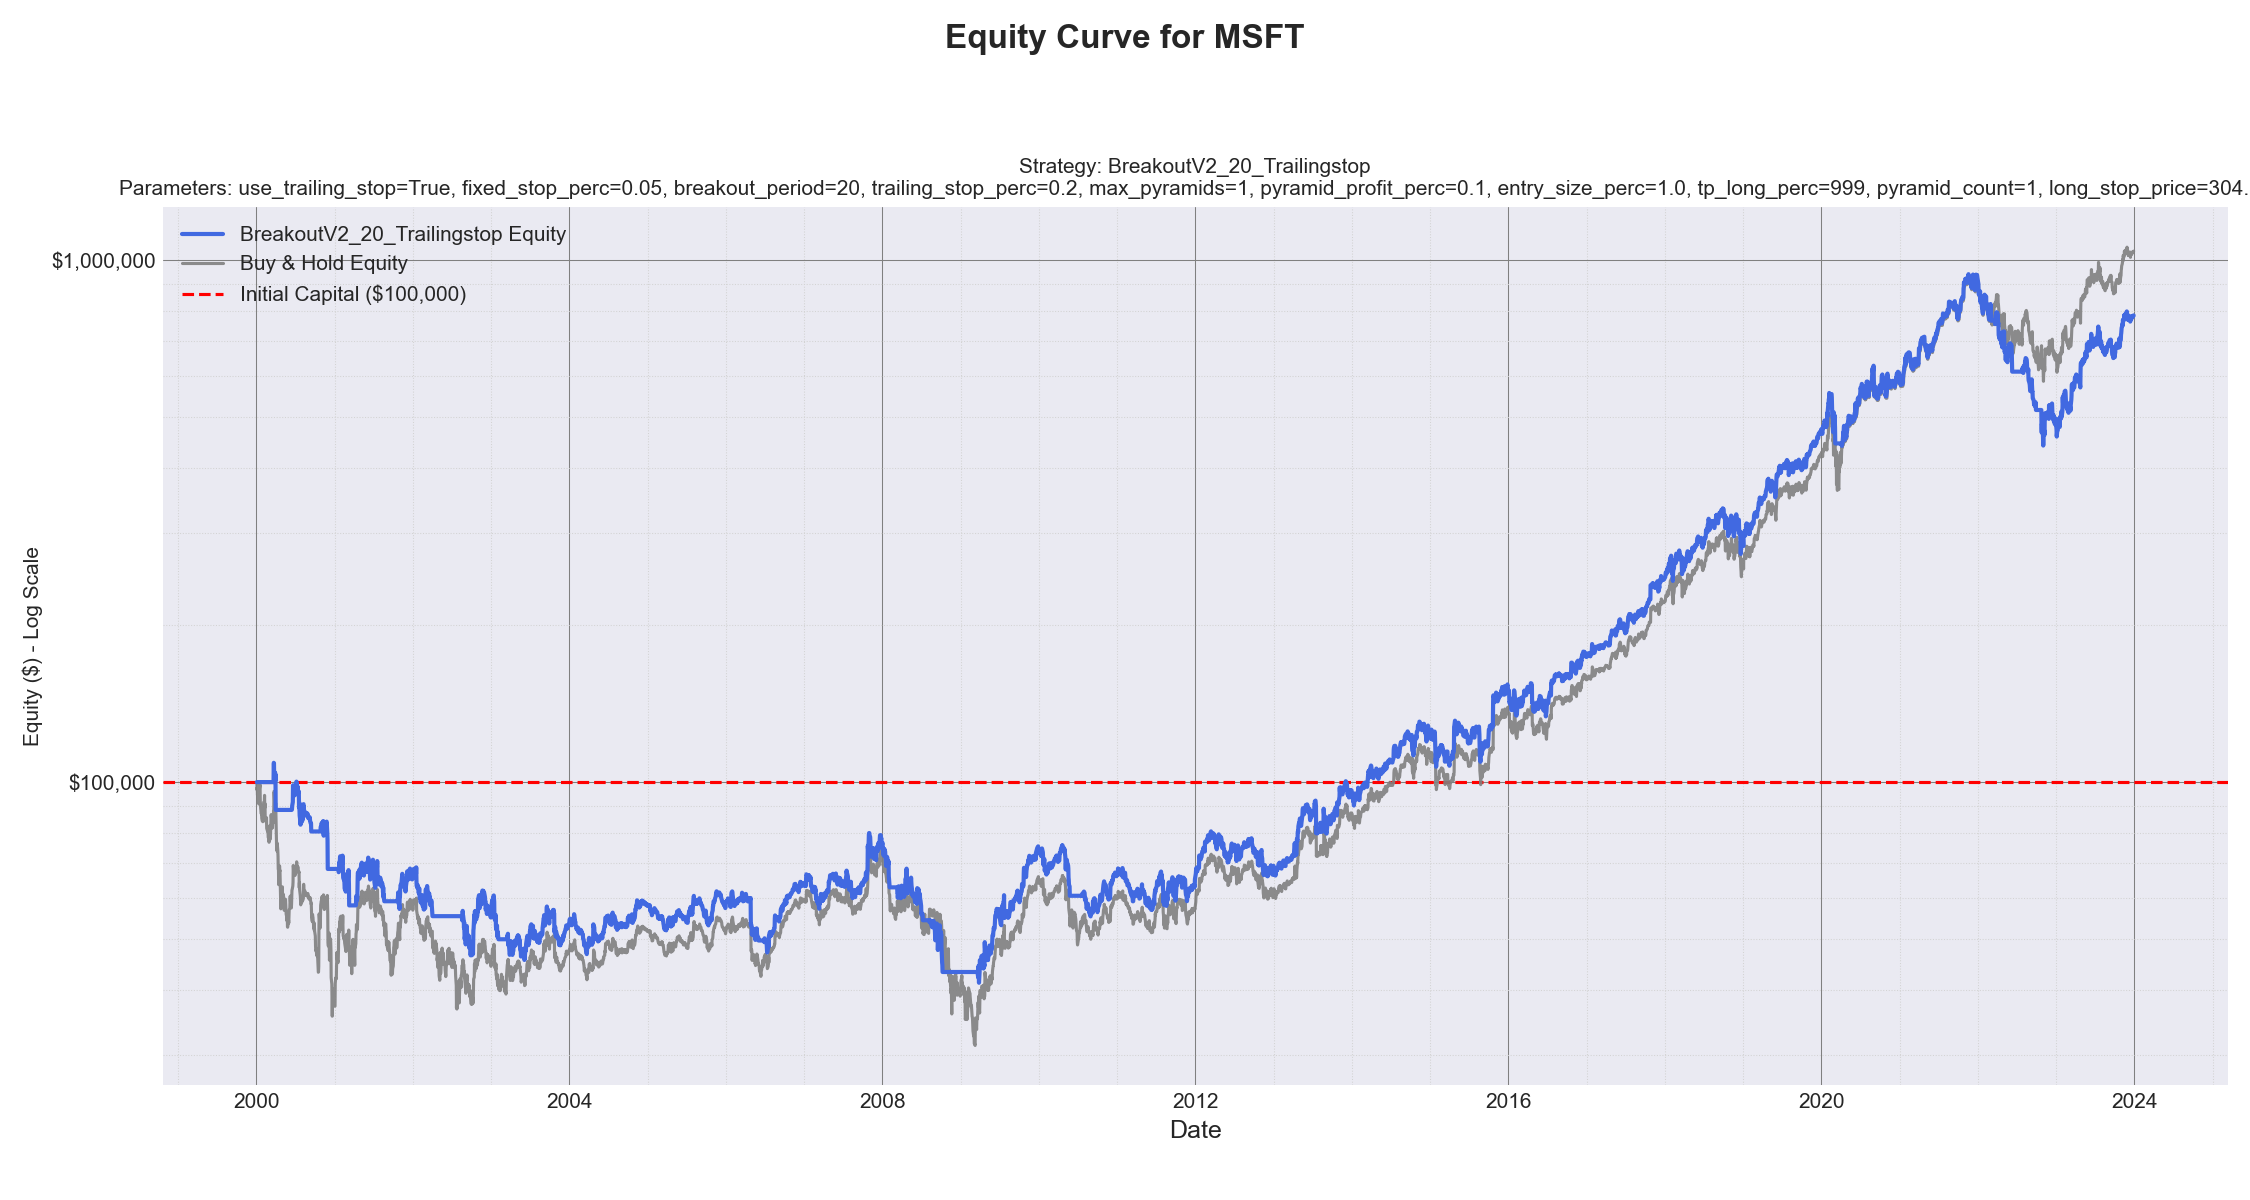 Equity Curve for MSFT
Strategy: BreakoutV2_20_Trailingstop
Parameters: use_trailing_stop=True, fixed_stop_perc=0.05, breakout_period=20, trailing_stop_perc=0.2, max_pyramids=1, pyramid_profit_perc=0.1, entry_size_perc=1.0, tp_long_perc=999, pyramid_count=1, long_stop_price=304.
BreakoutV2_20_Trailingstop Equity
Buy & Hold Equity
Initial Capital ($100,000)
$1,000,000
$100,000
Equity ($) - Log Scale
2000 2004 2008 2012 2016 2020 2024
Date